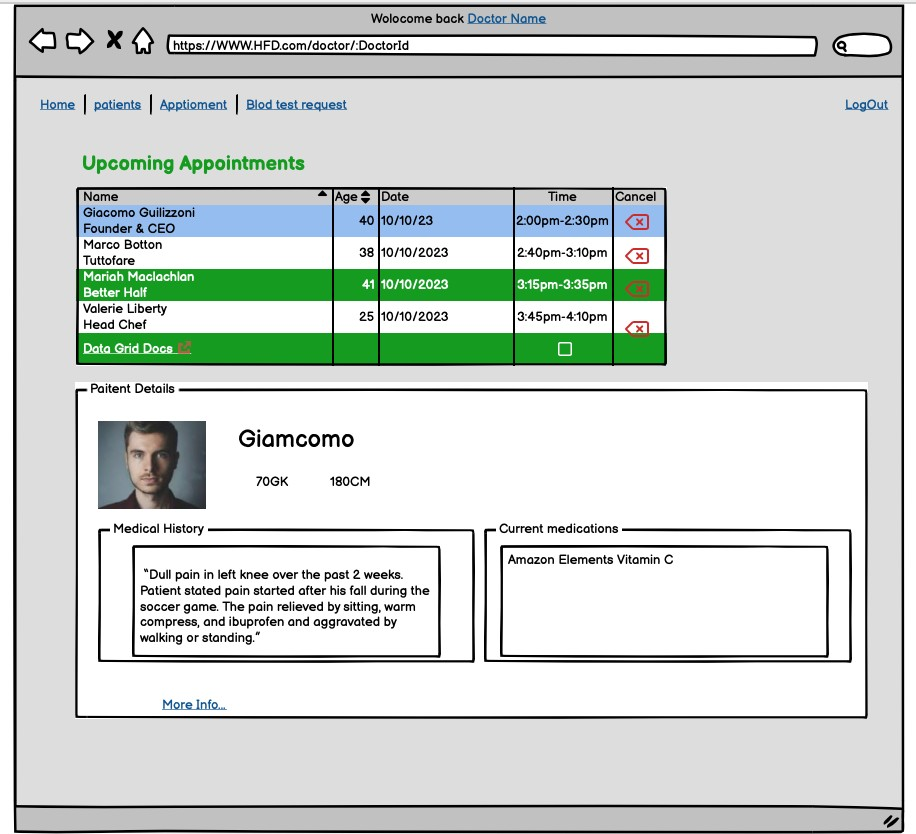 Wolocome back Doctor Name
https://WWW.HFD.com/doctor/:DoctorId
Home patients Apptioment Blod test request LogOut
Upcoming Appointments
Name Age Date Time Cancel
Giacomo Guilizzoni
Founder & CEO
40 10/10/23 2:00pm-2:30pm
Marco Botton
Tuttofare
38 10/10/2023 2:40pm-3:10pm
Mariah Maclachlan
Better Half
41 10/10/2023 3:15pm-3:35pm
Valerie Liberty
Head Chef
25 10/10/2023 3:45pm-4:10pm
Data Grid Docs
Paitent Details
Giamcomo
70GK 180CM
Medical History
“Dull pain in left knee over the past 2 weeks.
Patient stated pain started after his fall during the
soccer game. The pain relieved by sitting, warm
compress, and ibuprofen and aggravated by
walking or standing.”
Current medications
Amazon Elements Vitamin C
More Info...